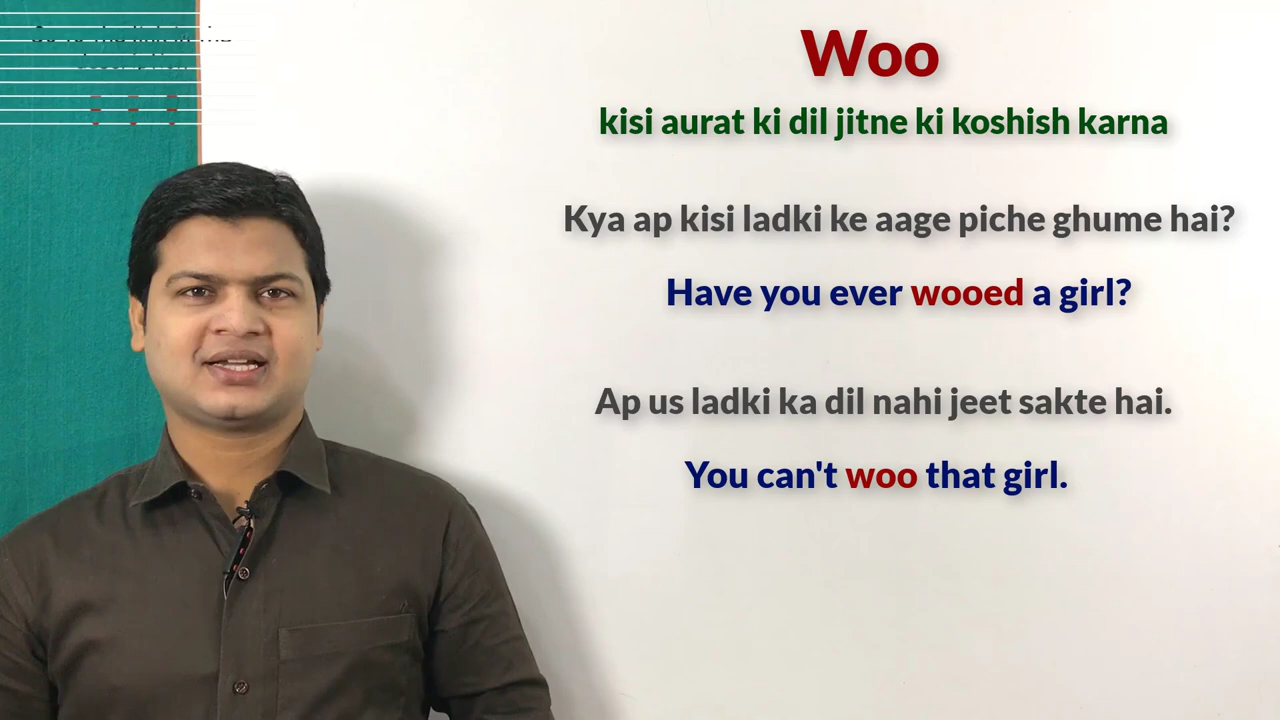 Woo
kisi aurat ki dil jitne ki koshish karna
Kya ap kisi ladki ke aage piche ghume hai?
Have you ever wooed a girl?
Ap us ladki ka dil nahi jeet sakte hai.
You can't woo that girl.